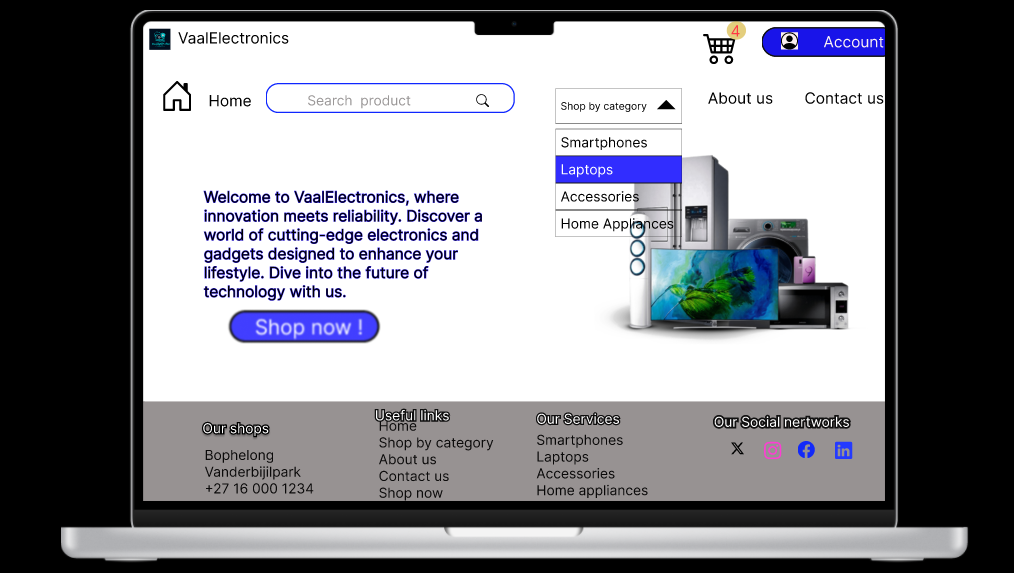 VaalElectronics
4
Account
Home
Search product
Shop by category
About us
Contact us
Smartphones
Laptops
Accessories
Home Appliances
Welcome to VaalElectronics, where
innovation meets reliability. Discover a
world of cutting-edge electronics and
gadgets designed to enhance your
lifestyle. Dive into the future of
technology with us.
Shop now !
Our shops
Bophelong
Vanderbijilpark
+27 16 000 1234
Useful links
Home
Shop by category
About us
Contact us
Shop now
Our Services
Smartphones
Laptops
Accessories
Home appliances
Our Social nertworks